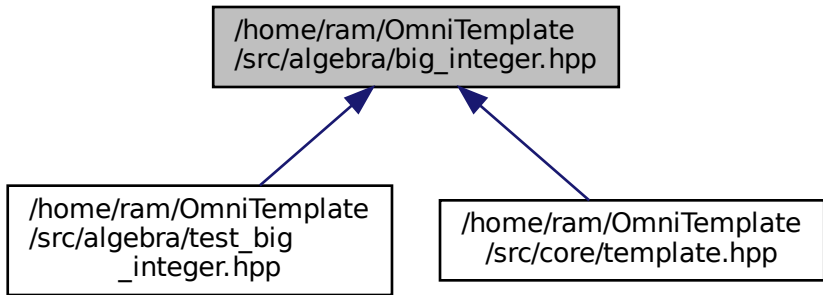 /home/ram/OmniTemplate
/src/algebra/big_integer.hpp
/home/ram/OmniTemplate
/src/algebra/test_big
_integer.hpp
/home/ram/OmniTemplate
/src/core/template.hpp